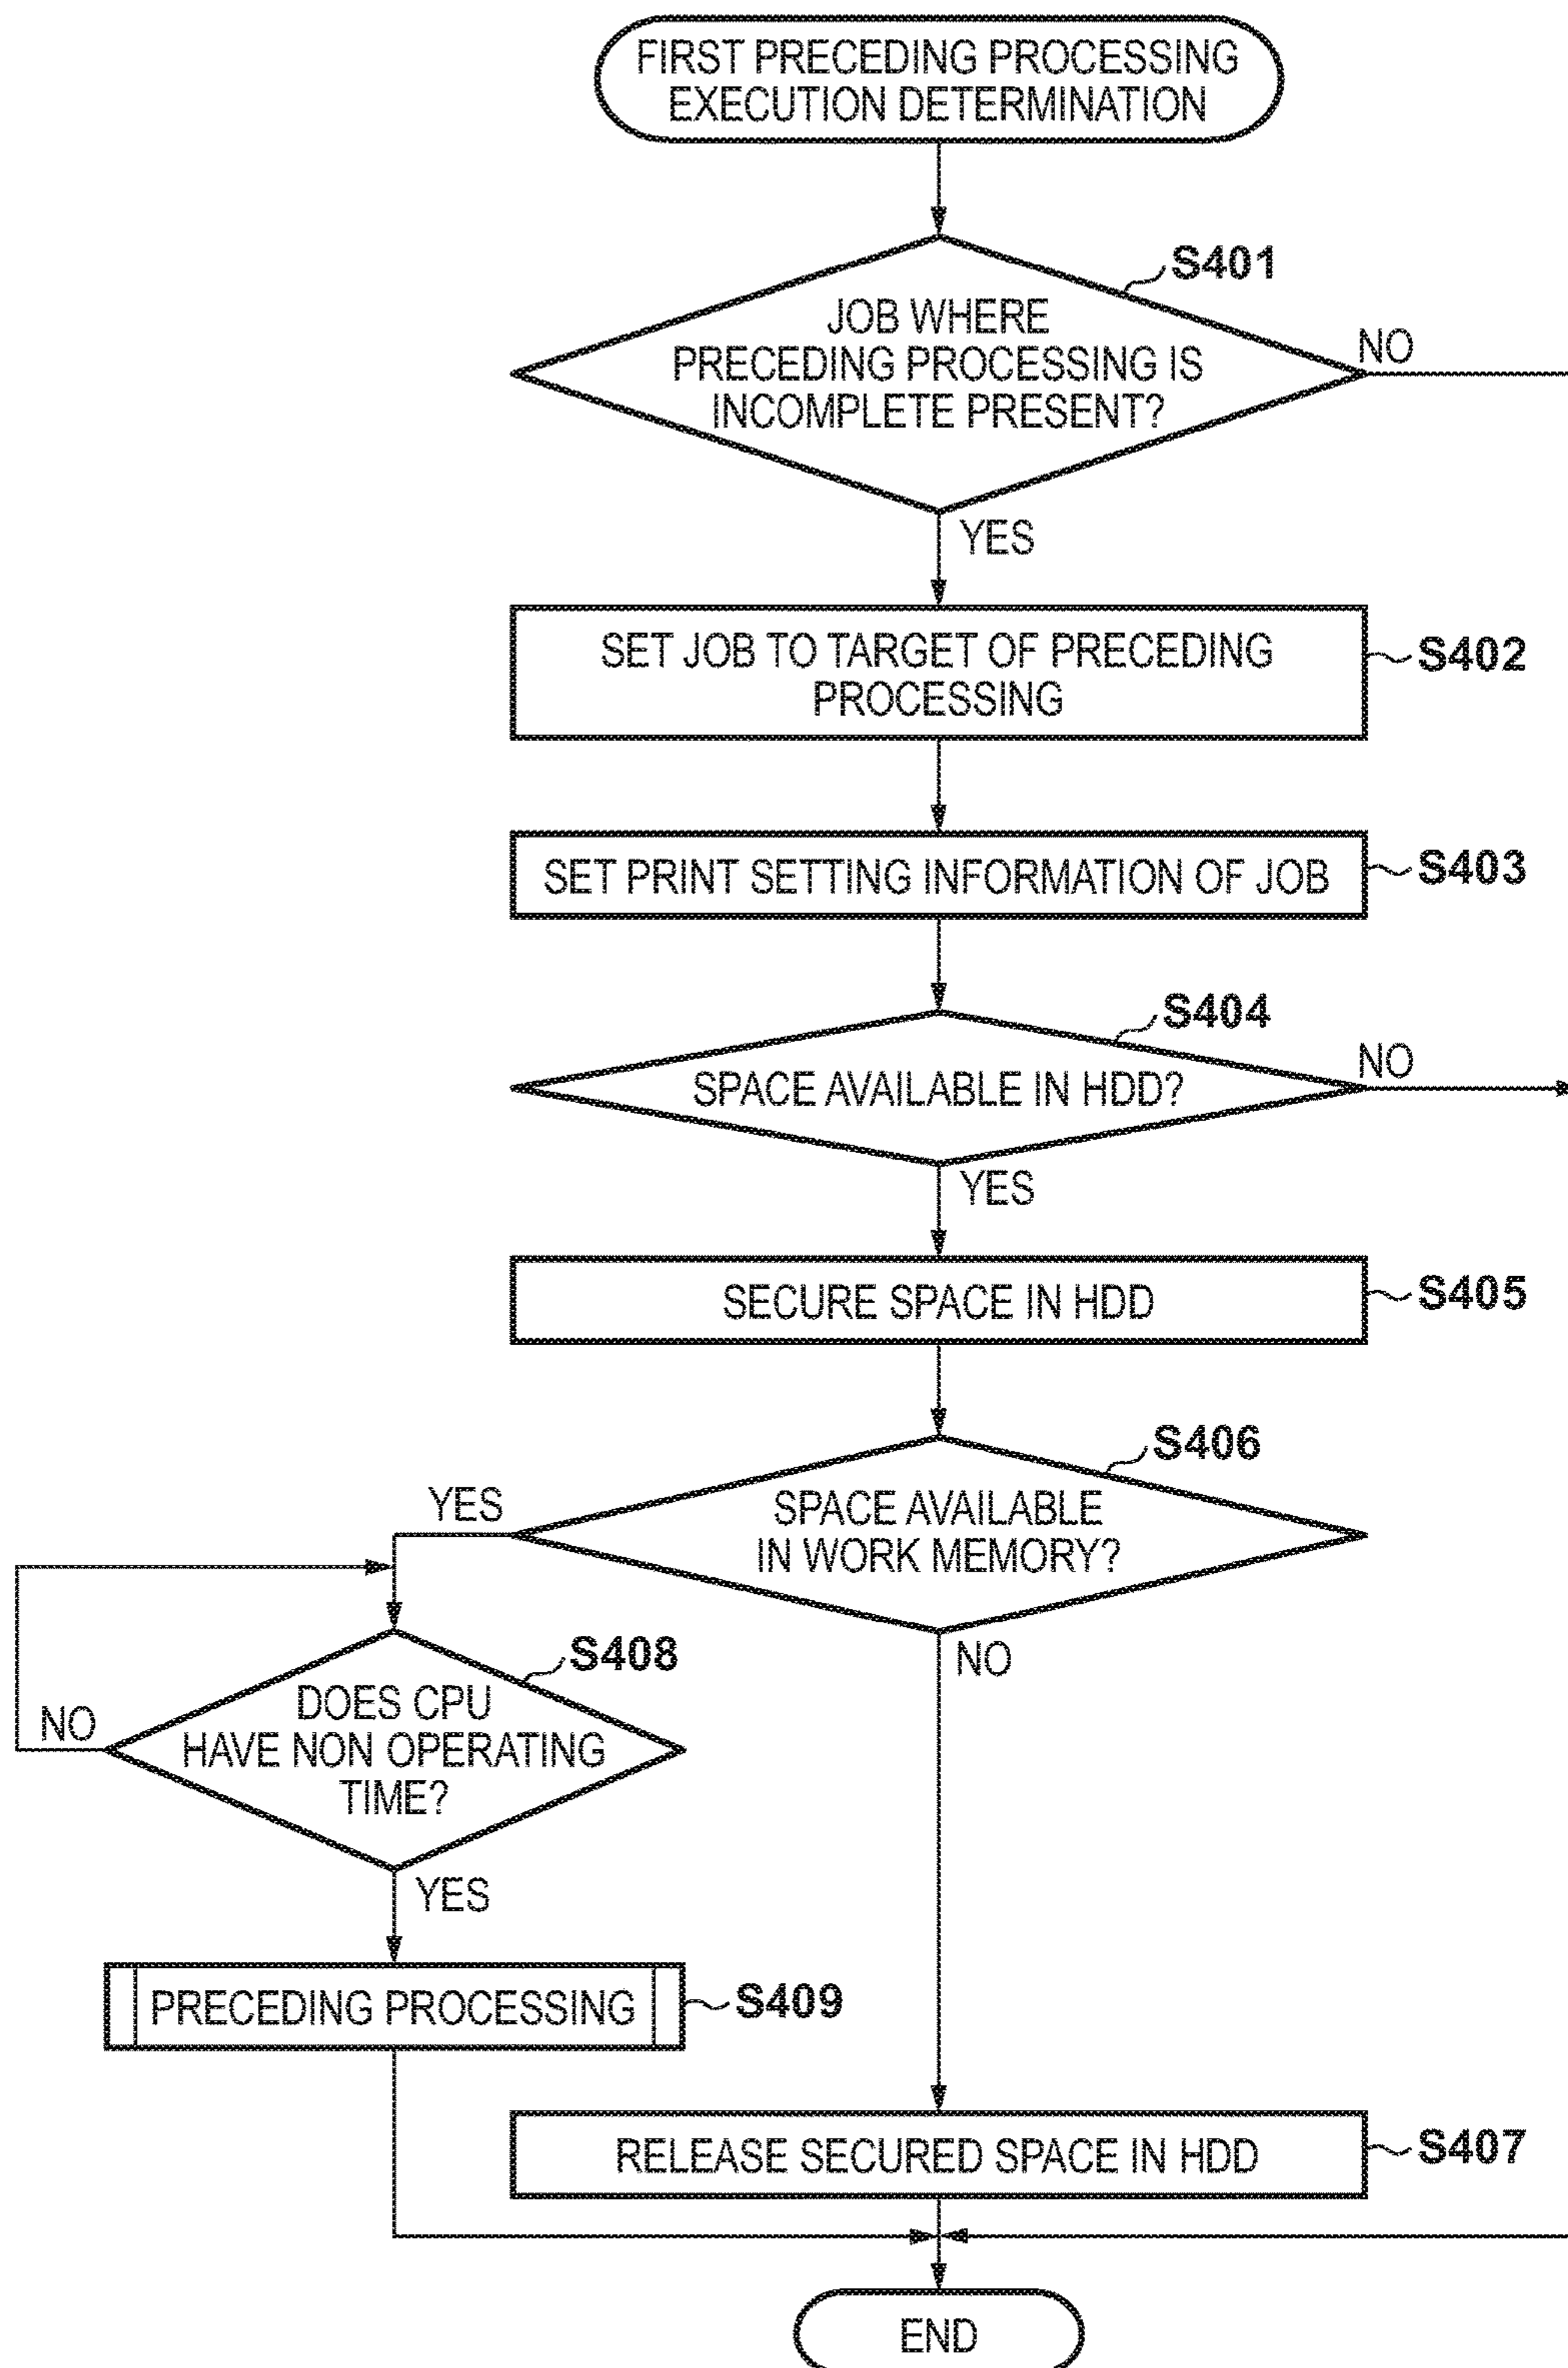 FIRST PRECEDING PROCESSING
EXECUTION DETERMINATION
S401
JOB WHERE
PRECEDING PROCESSING IS
INCOMPLETE PRESENT?
NO
YES
SET JOB TO TARGET OF PRECEDING
PROCESSING
S402
SET PRINT SETTING INFORMATION OF JOB
S403
S404
SPACE AVAILABLE IN HDD?
NO
YES
SECURE SPACE IN HDD
S405
S406
SPACE AVAILABLE
IN WORK MEMORY?
YES
NO
S408
DOES CPU
HAVE NON OPERATING
TIME?
NO
YES
PRECEDING PROCESSING
S409
RELEASE SECURED SPACE IN HDD
S407
END